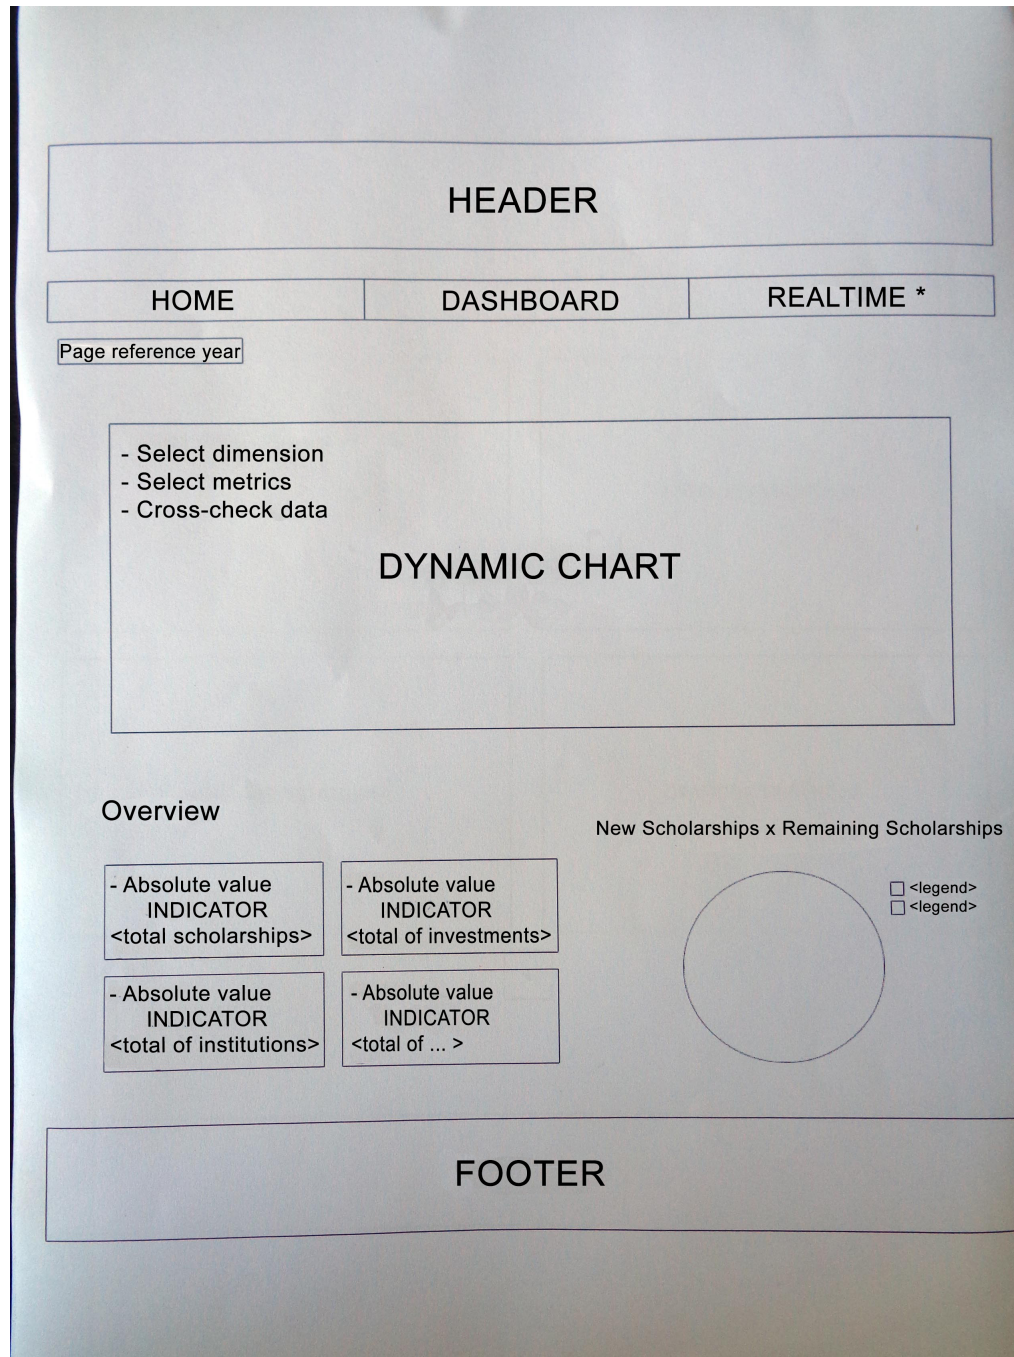 HEADER
HOME
DASHBOARD
REALTIME *
Page reference year
- Select dimension
- Select metrics
- Cross-check data
DYNAMIC CHART
Overview
New Scholarships x Remaining Scholarships
- Absolute value
INDICATOR
<total scholarships>
- Absolute value
INDICATOR
<total of investments>
<legend>
<legend>
- Absolute value
INDICATOR
<total of institutions>
- Absolute value
INDICATOR
<total of ... >
FOOTER